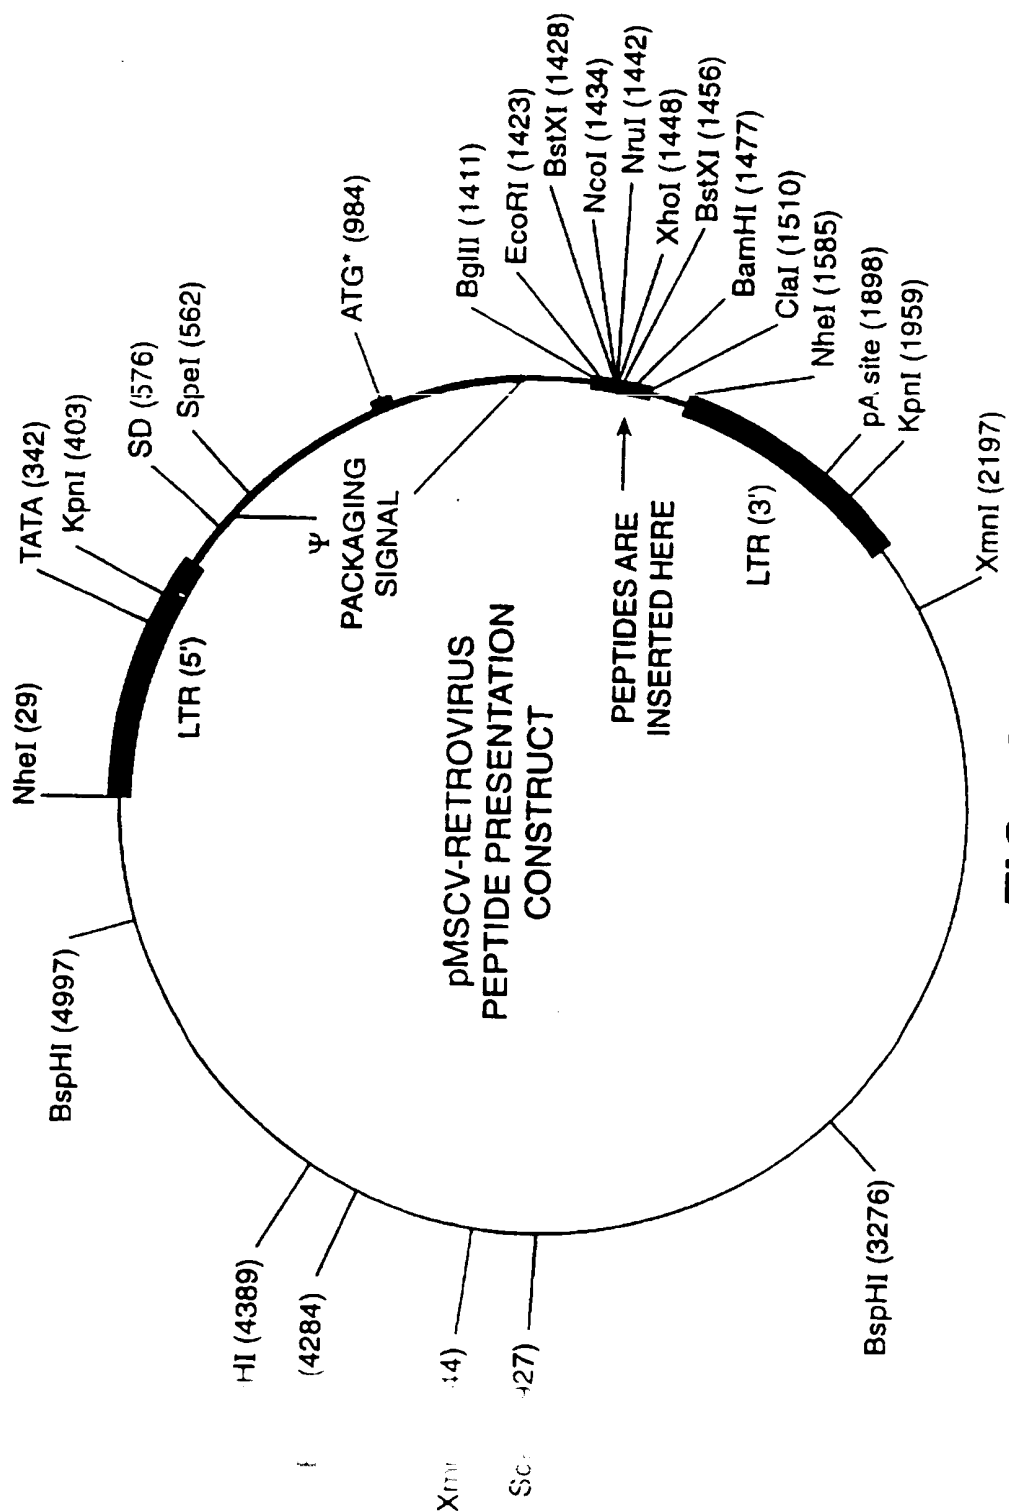 NheI (29)
TATA (342)
KpnI (403)
SD (576)
SpeI (562)
ATG* (984)
BglII (1411)
EcoRI (1423)
BstXI (1428)
NcoI (1434)
NruI (1442)
XhoI (1448)
BstXI (1456)
BamHI (1477)
ClaI (1510)
NheI (1585)
pA site (1898)
KpnI (1959)
XmnI (2197)
BspHI (3276)
HI (4389)
(4284)
BspHI (4997)
LTR (5')
Ψ
PACKAGING
SIGNAL
pMSCV-RETROVIRUS
PEPTIDE PRESENTATION
CONSTRUCT
PEPTIDES ARE
INSERTED HERE
LTR (3')